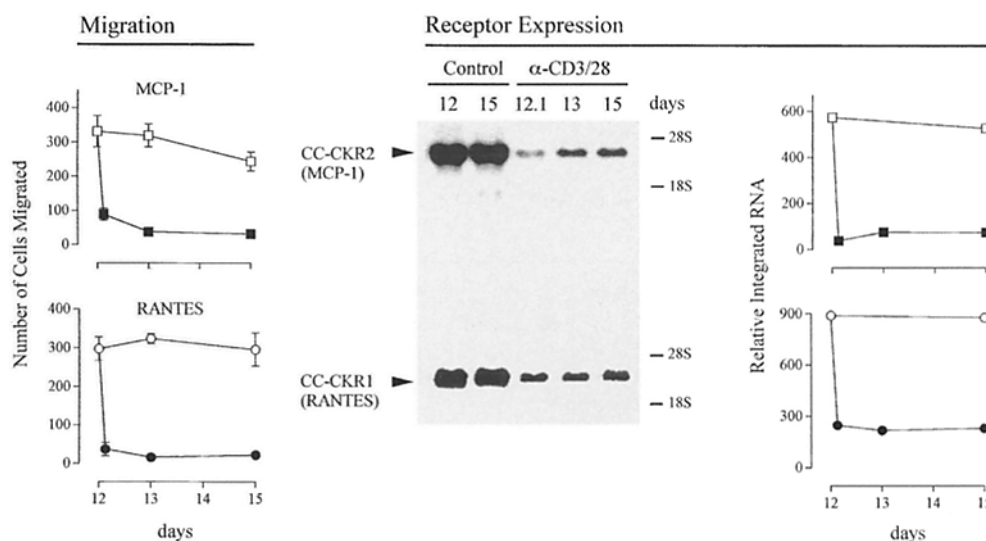 Migration
Receptor Expression
MCP-1
Number of Cells Migrated
400
300
200
100
0
RANTES
400
300
200
100
0
12 13 14 15
days
Control α-CD3/28
12 15 12.1 13 15 days
CC-CKR2
(MCP-1)
28S
18S
CC-CKR1
(RANTES)
28S
18S
Relative Integrated RNA
600
400
200
0
900
600
300
0
12 13 14 15
days